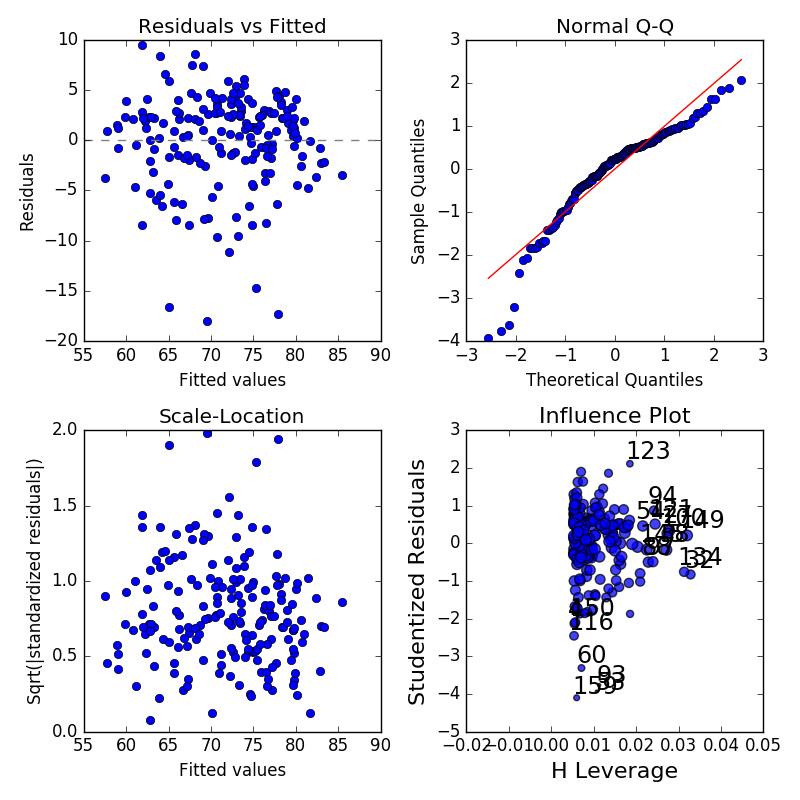 Residuals vs Fitted
10
5
0
−5
−10
−15
−20
55 60 65 70 75 80 85 90
Residuals
Fitted values
Normal Q-Q
3
2
1
0
−1
−2
−3
−4
−3 −2 −1 0 1 2 3
Sample Quantiles
Theoretical Quantiles
Scale-Location
2.0
1.5
1.0
0.5
0.0
55 60 65 70 75 80 85 90
Sqrt(|standardized residuals|)
Fitted values
Influence Plot
3
2
1
0
−1
−2
−3
−4
−5
−0.02 −0.01 0.00 0.01 0.02 0.03 0.04 0.05
Studentized Residuals
H Leverage
123
94
149
134
32
150
116
60
93
159